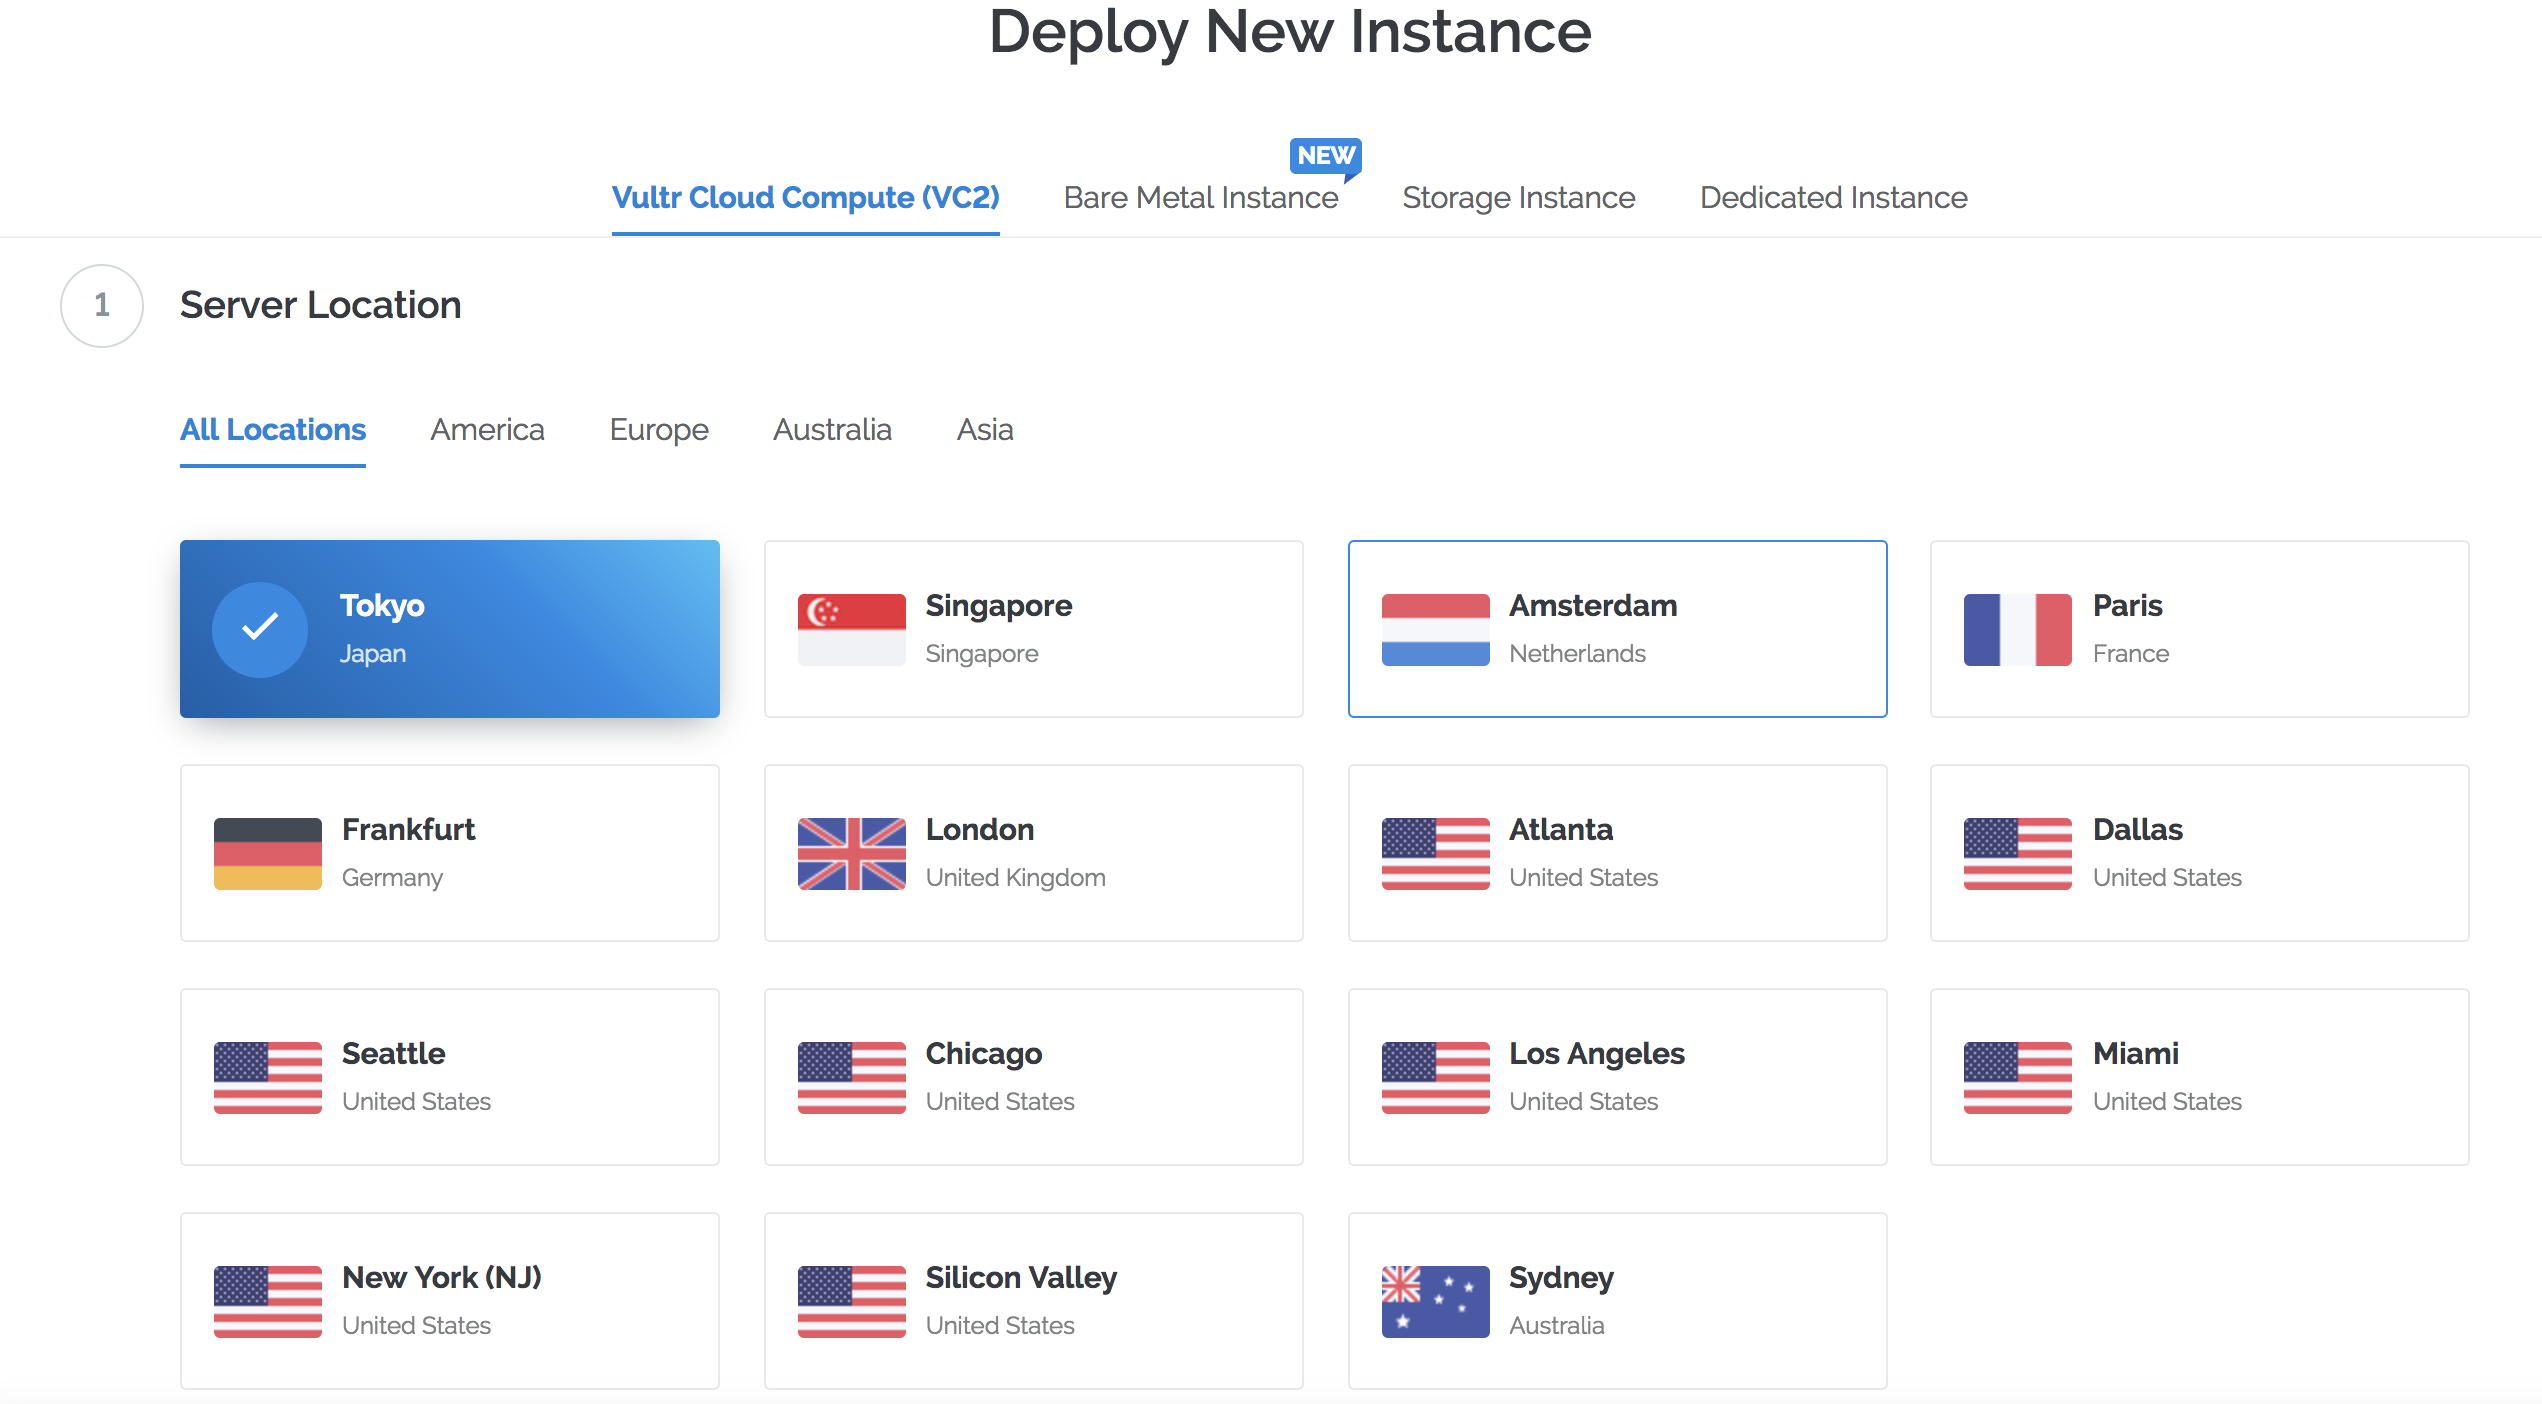 Deploy New Instance
NEW
Vultr Cloud Compute (VC2) Bare Metal Instance Storage Instance Dedicated Instance
1 Server Location
All Locations America Europe Australia Asia
Tokyo
Japan
Singapore
Singapore
Amsterdam
Netherlands
Paris
France
Frankfurt
Germany
London
United Kingdom
Atlanta
United States
Dallas
United States
Seattle
United States
Chicago
United States
Los Angeles
United States
Miami
United States
New York (NJ)
United States
Silicon Valley
United States
Sydney
Australia